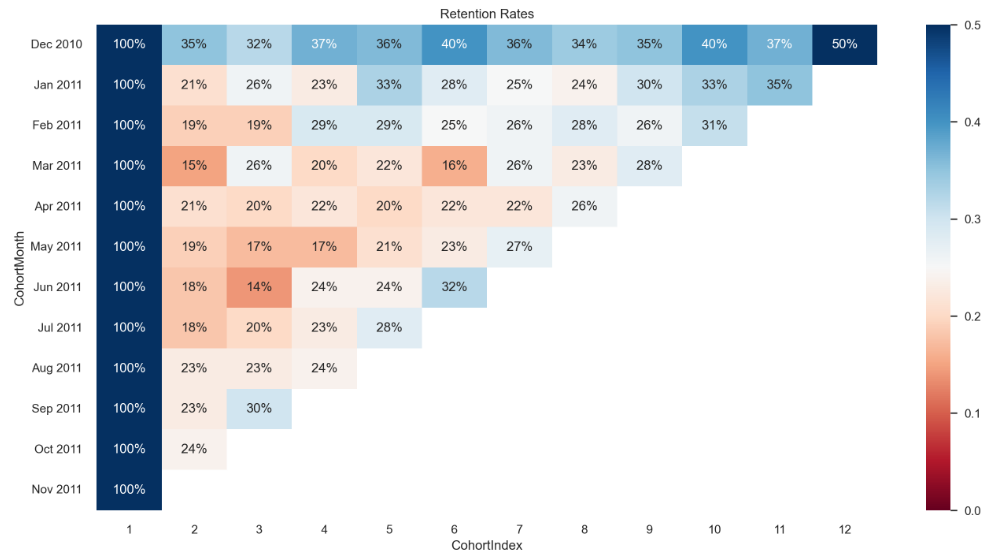 Retention Rates
CohortMonth
Dec 2010 100% 35% 32% 37% 36% 40% 36% 34% 35% 40% 37% 50%
Jan 2011 100% 21% 26% 23% 33% 28% 25% 24% 30% 33% 35%
Feb 2011 100% 19% 19% 29% 29% 25% 26% 28% 26% 31%
Mar 2011 100% 15% 26% 20% 22% 16% 26% 23% 28%
Apr 2011 100% 21% 20% 22% 20% 22% 22% 26%
May 2011 100% 19% 17% 17% 21% 23% 27%
Jun 2011 100% 18% 14% 24% 24% 32%
Jul 2011 100% 18% 20% 23% 28%
Aug 2011 100% 23% 23% 24%
Sep 2011 100% 23% 30%
Oct 2011 100% 24%
Nov 2011 100%
1 2 3 4 5 6 7 8 9 10 11 12
CohortIndex
0.5
0.4
0.3
0.2
0.1
0.0